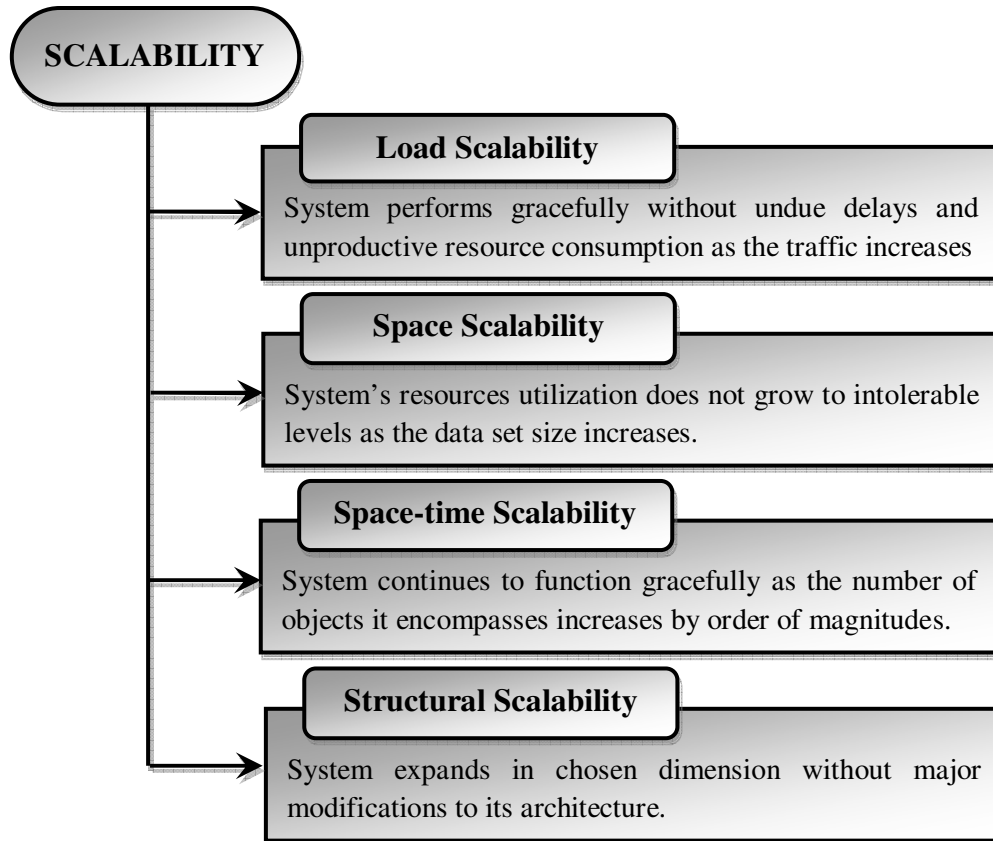 SCALABILITY
Load Scalability
System performs gracefully without undue delays and
unproductive resource consumption as the traffic increases
Space Scalability
System’s resources utilization does not grow to intolerable
levels as the data set size increases.
Space-time Scalability
System continues to function gracefully as the number of
objects it encompasses increases by order of magnitudes.
Structural Scalability
System expands in chosen dimension without major
modifications to its architecture.